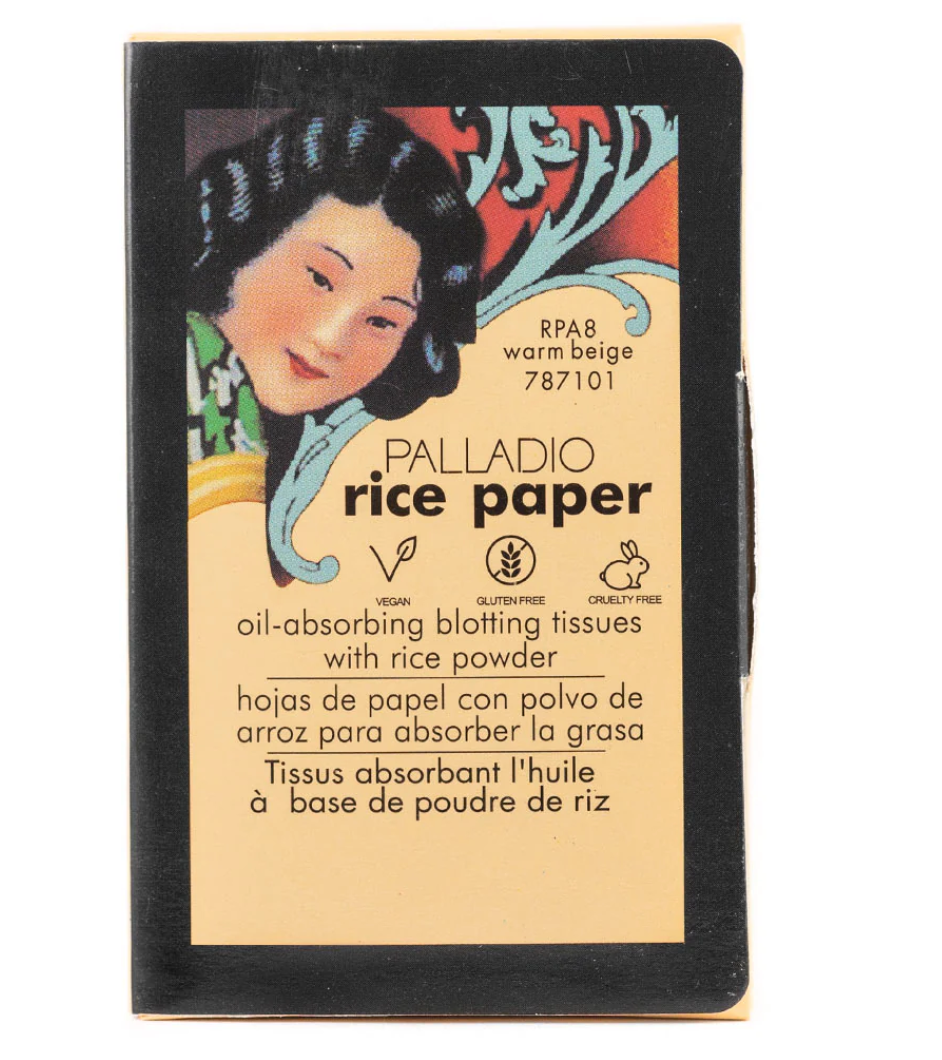 RPA8
warm beige
787101
PALLADIO
rice paper
VEGAN
GLUTEN FREE
CRUELTY FREE
oil-absorbing blotting tissues
with rice powder
hojas de papel con polvo de
arroz para absorber la grasa
Tissus absorbant l'huile
à base de poudre de riz